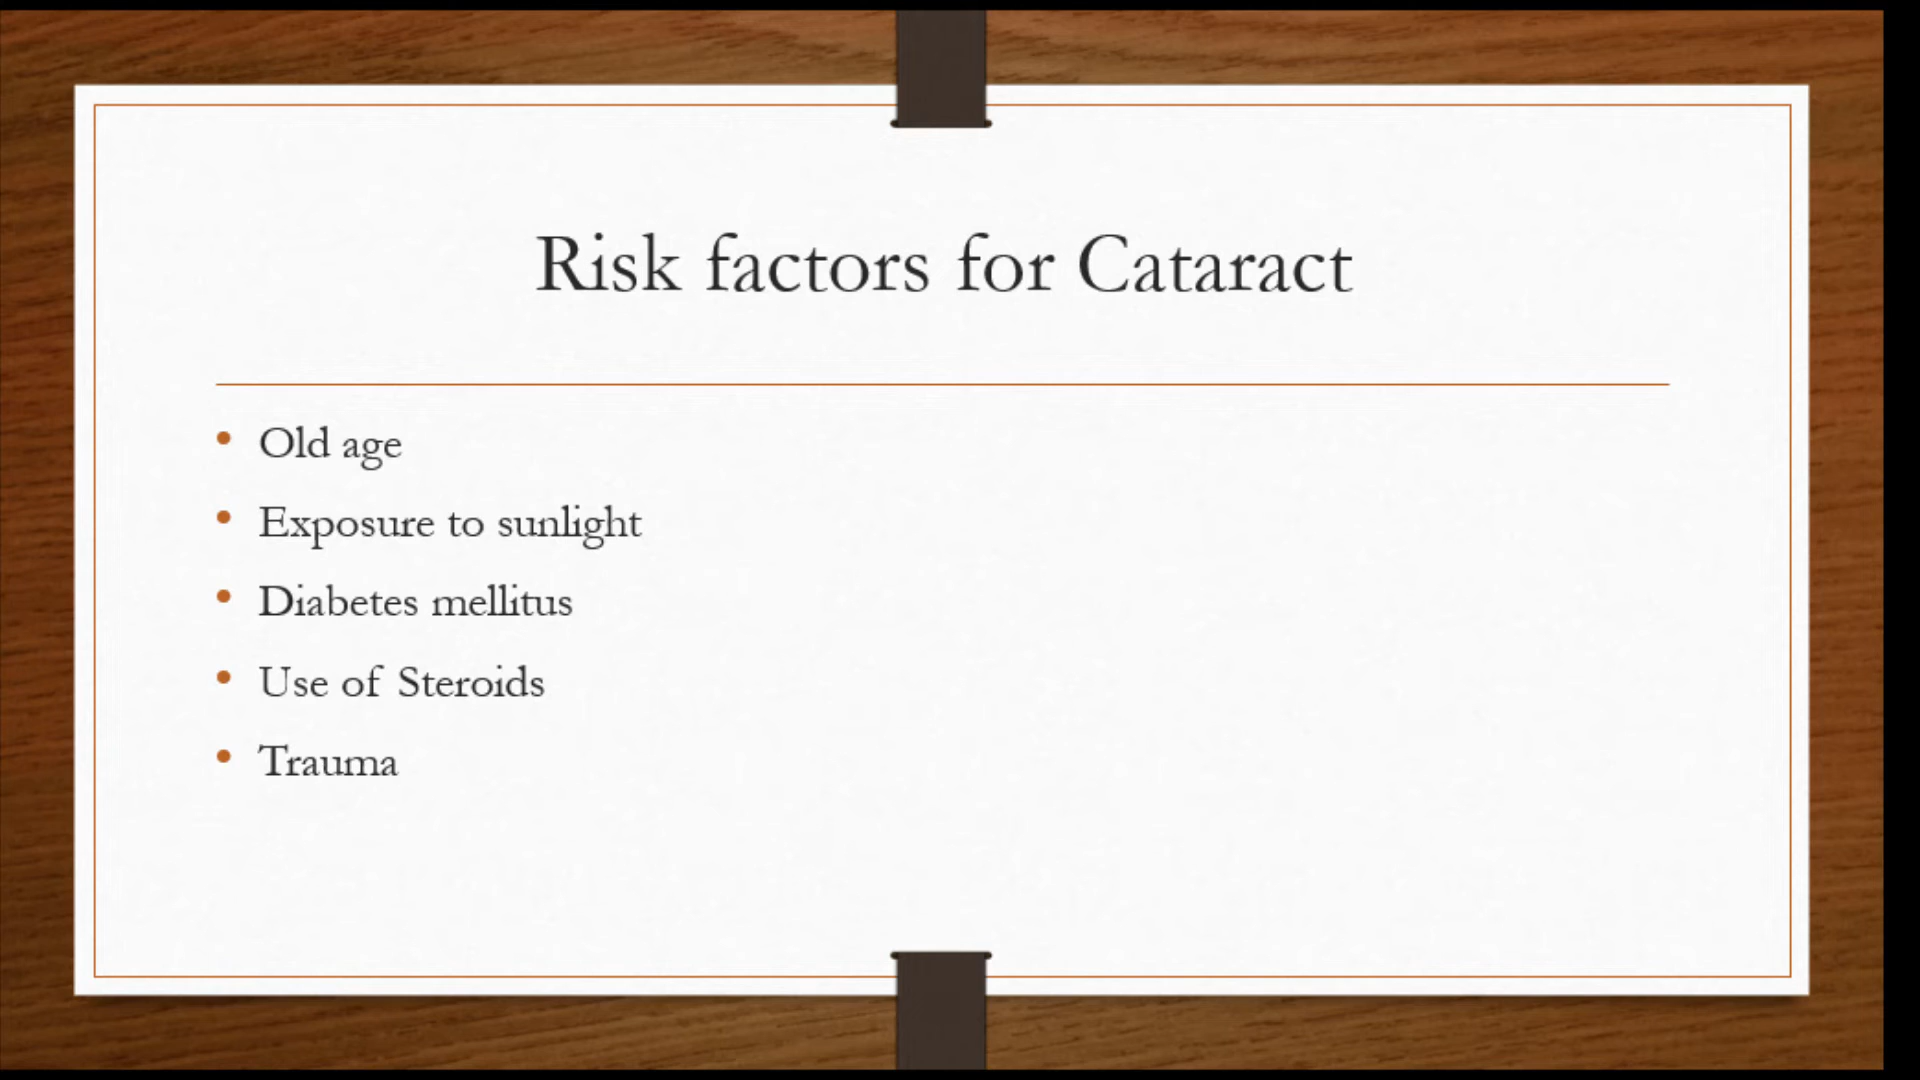 Risk factors for Cataract
Old age
Exposure to sunlight
Diabetes mellitus
Use of Steroids
Trauma